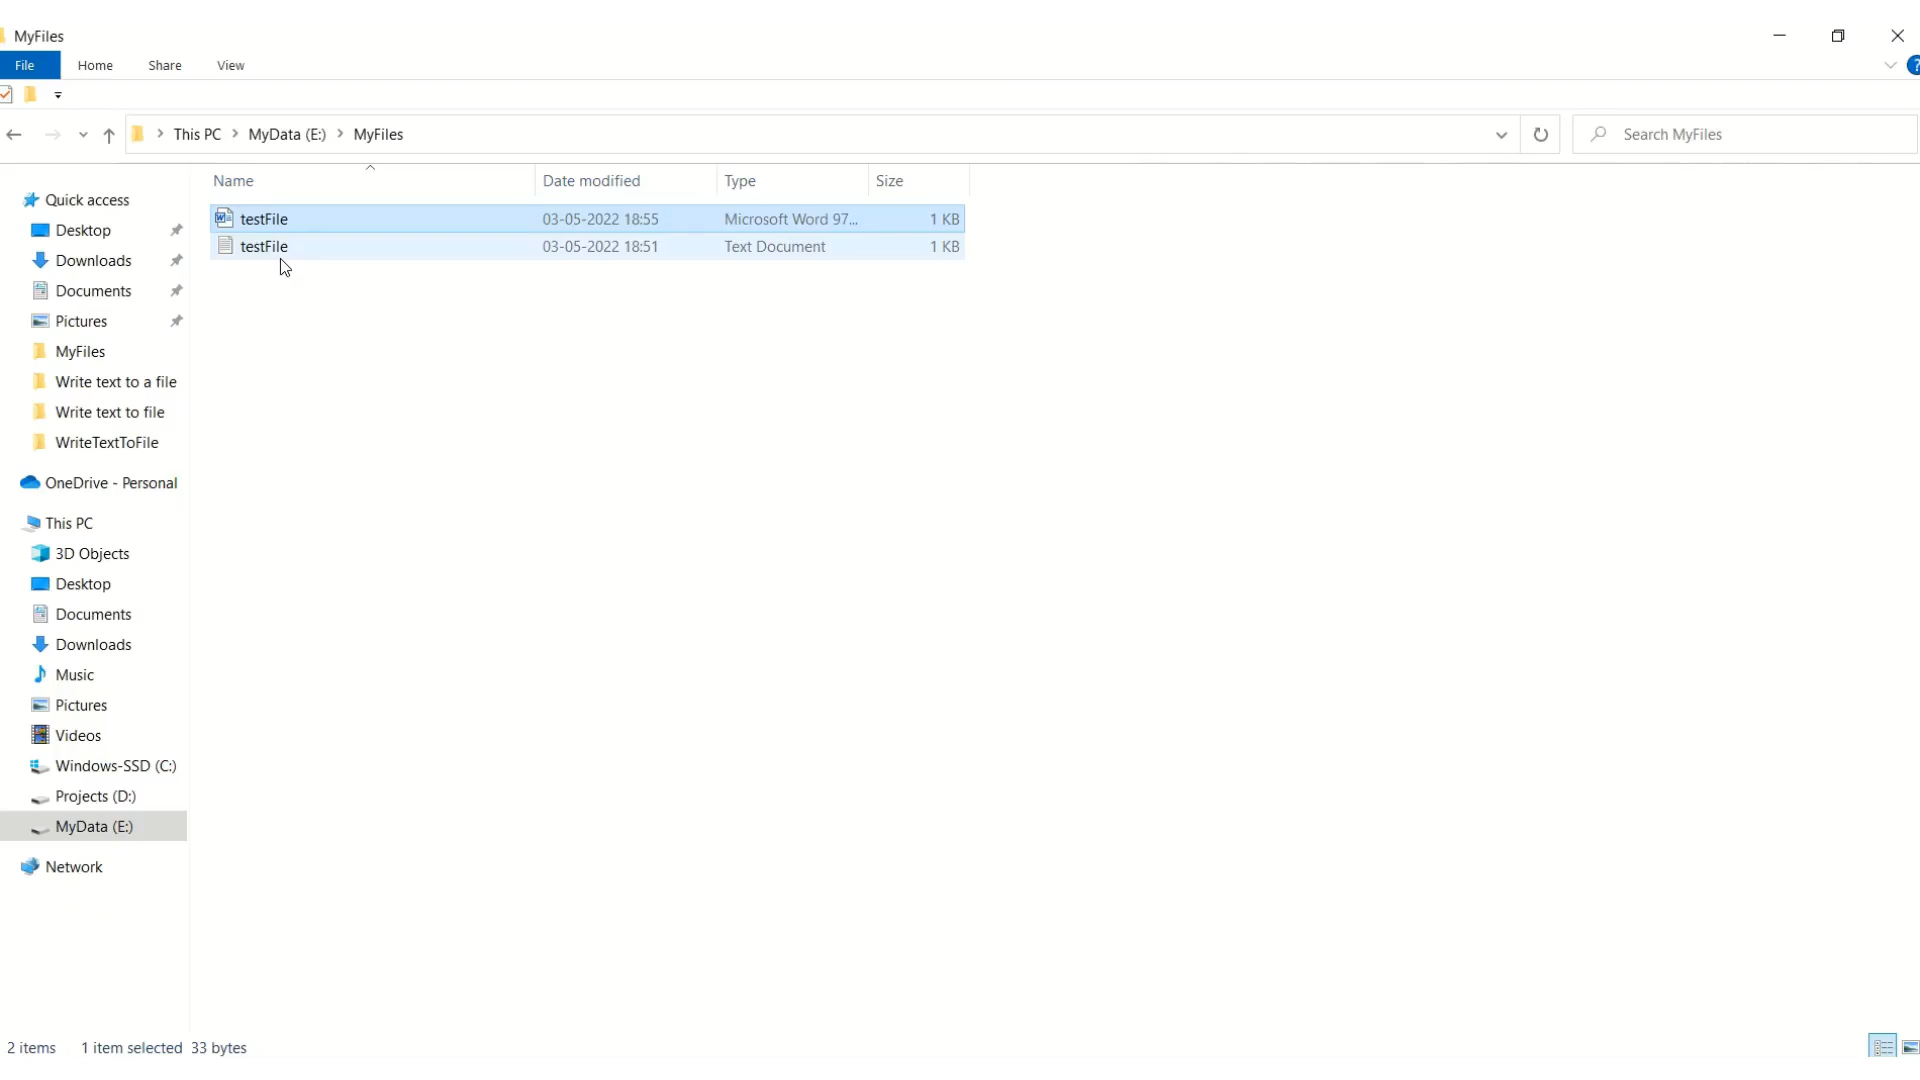 MyFiles
File Home Share View
?
This PC MyData (E:) MyFiles
Search MyFiles
Name Date modified Type Size
testFile 03-05-2022 18:55 Microsoft Word 97... 1 KB
testFile 03-05-2022 18:51 Text Document 1 KB
Quick access
Desktop
Downloads
Documents
Pictures
MyFiles
Write text to a file
Write text to file
WriteTextToFile
OneDrive - Personal
This PC
3D Objects
Desktop
Documents
Downloads
Music
Pictures
Videos
Windows-SSD (C:)
Projects (D:)
MyData (E:)
Network
2 items 1 item selected 33 bytes